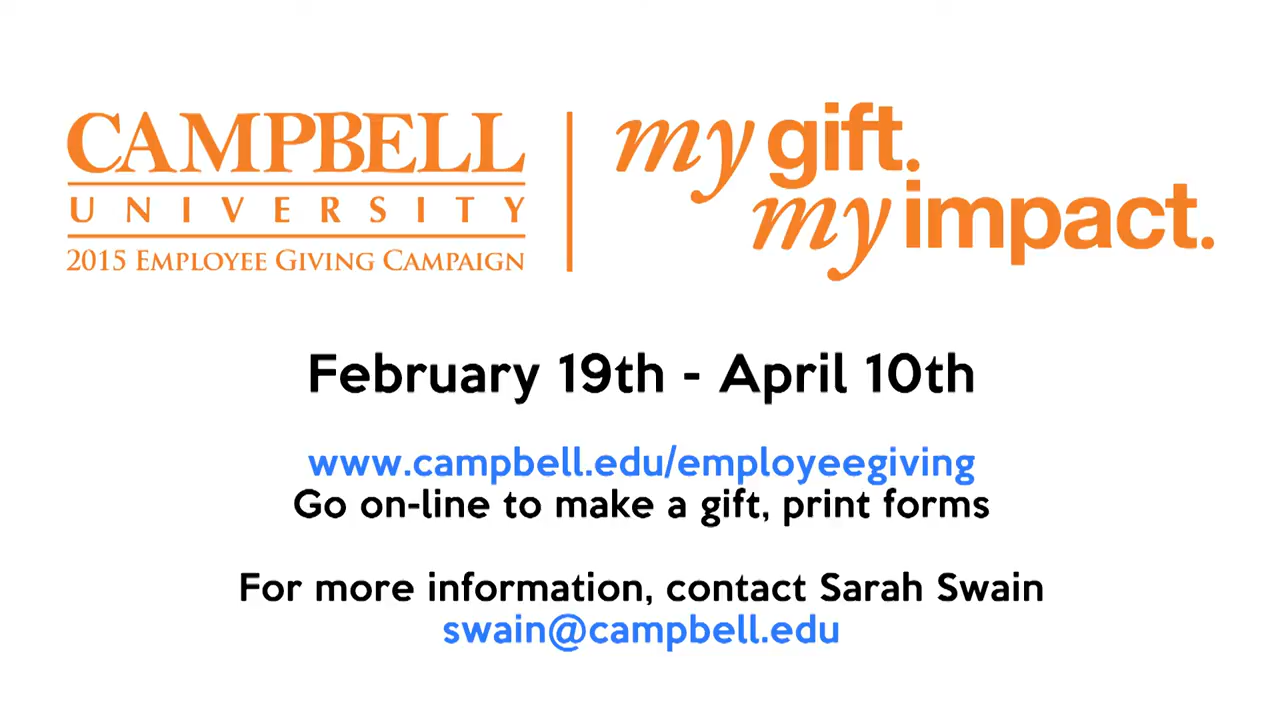 CAMPBELL
UNIVERSITY
2015 EMPLOYEE GIVING CAMPAIGN
my gift.
my impact.
February 19th - April 10th
www.campbell.edu/employeegiving
Go on-line to make a gift, print forms
For more information, contact Sarah Swain
swain@campbell.edu